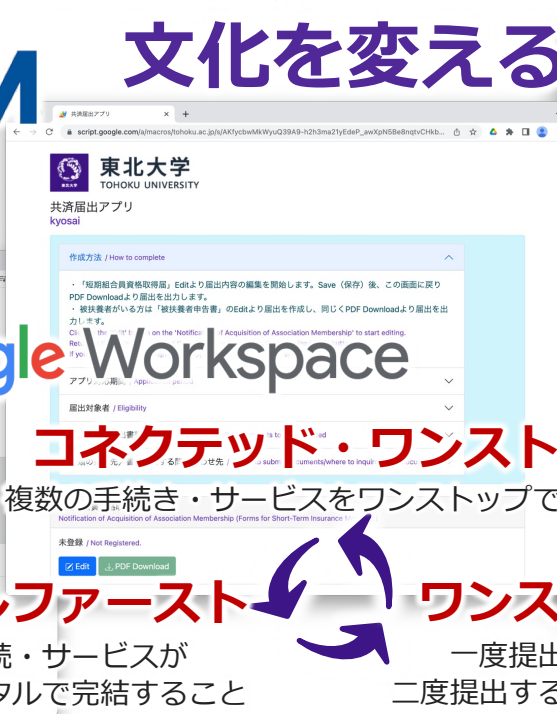 文化を変える
共済届出アプリ
script.google.com/a/macros/tohoku.ac.jp/s/AKfycbwMkWyuQ39A9-h2h3ma21yEdeP_awXpN5Be8nqtvCHkb...
東北大学
TOHOKU UNIVERSITY
共済届出アプリ
kyosai
作成方法 / How to complete
・「短期組合員資格取得届」Editより届出内容の編集を開始します。Save（保存）後、この画面に戻り
PDF Downloadより届出を出力します。
・ 被扶養者がいる方は「被扶養者申告書」のEditより届出を作成し、同じくPDF Downloadより届出を出
力します。
on the 'Notification of Acquisition of Association Membership' to start editing.
gle Workspace
届出対象者 / Eligibility
コネクテッド・ワンスト
複数の手続き・サービスをワンストップで
Notification of Acquisition of Association Membership (Forms for Short-Term Insurance
未登録 / Not Registered.
Edit PDF Download
ルファースト
ワンス
続・サービスが
一度提出
タルで完結すること
二度提出する